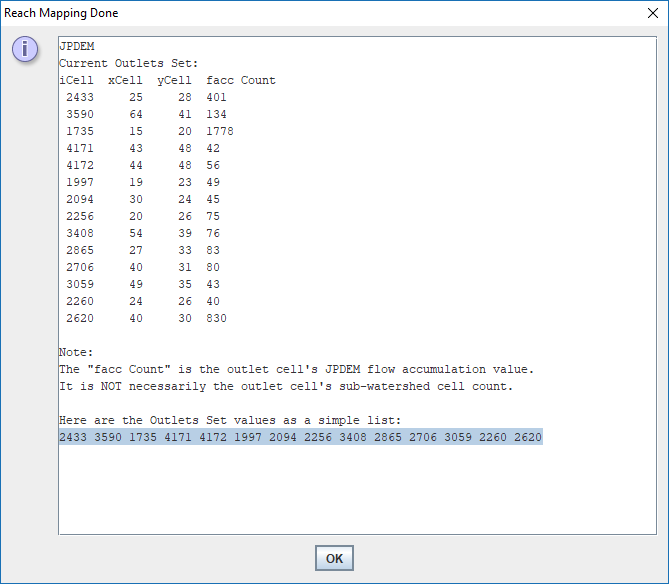 Reach Mapping Done
JPDEM
Current Outlets Set:
iCell  xCell  yCell  facc Count
2433     25     28  401
3590     64     41  134
1735     15     20  1778
4171     43     48  42
4172     44     48  56
1997     19     23  49
2094     30     24  45
2256     20     26  75
3408     54     39  76
2865     27     33  83
2706     40     31  80
3059     49     35  43
2260     24     26  40
2620     40     30  830
Note:
The "facc Count" is the outlet cell's JPDEM flow accumulation value.
It is NOT necessarily the outlet cell's sub-watershed cell count.
Here are the Outlets Set values as a simple list:
2433 3590 1735 4171 4172 1997 2094 2256 3408 2865 2706 3059 2260 2620
OK